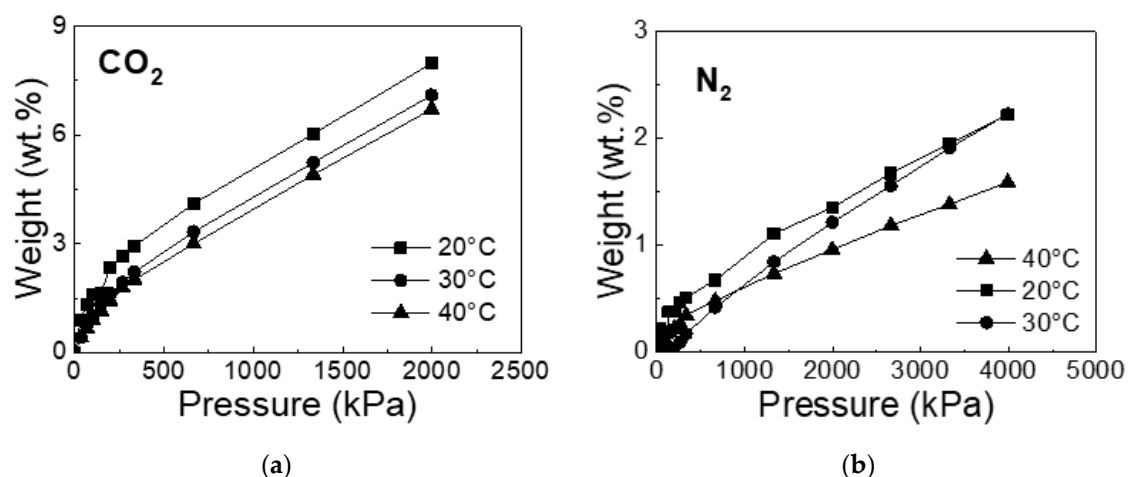 CO2
Weight (wt.%)
9
6
3
0
20°C
30°C
40°C
0 500 1000 1500 2000 2500
Pressure (kPa)
(a)
N2
Weight (wt.%)
3
2
1
0
40°C
20°C
30°C
0 1000 2000 3000 4000 5000
Pressure (kPa)
(b)